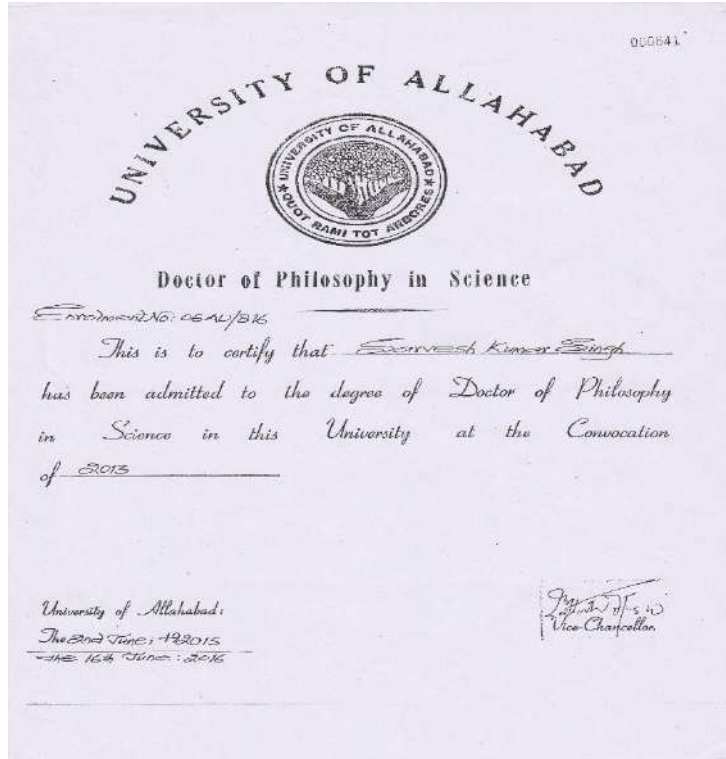 000641
UNIVERSITY OF ALLAHABAD
UNIVERSITY OF ALLAHABAD
QUOT RAMI TOT ARBORES
Doctor of Philosophy in Science
Enrolment No: 06AU/816
This is to certify that Sarvesh Kumar Singh
has been admitted to the degree of Doctor of Philosophy
in Science in this University at the Convocation
of 2013
University of Allahabad:
The 2nd June, 192015
Vice-Chancellor.
The 16th June : 2016